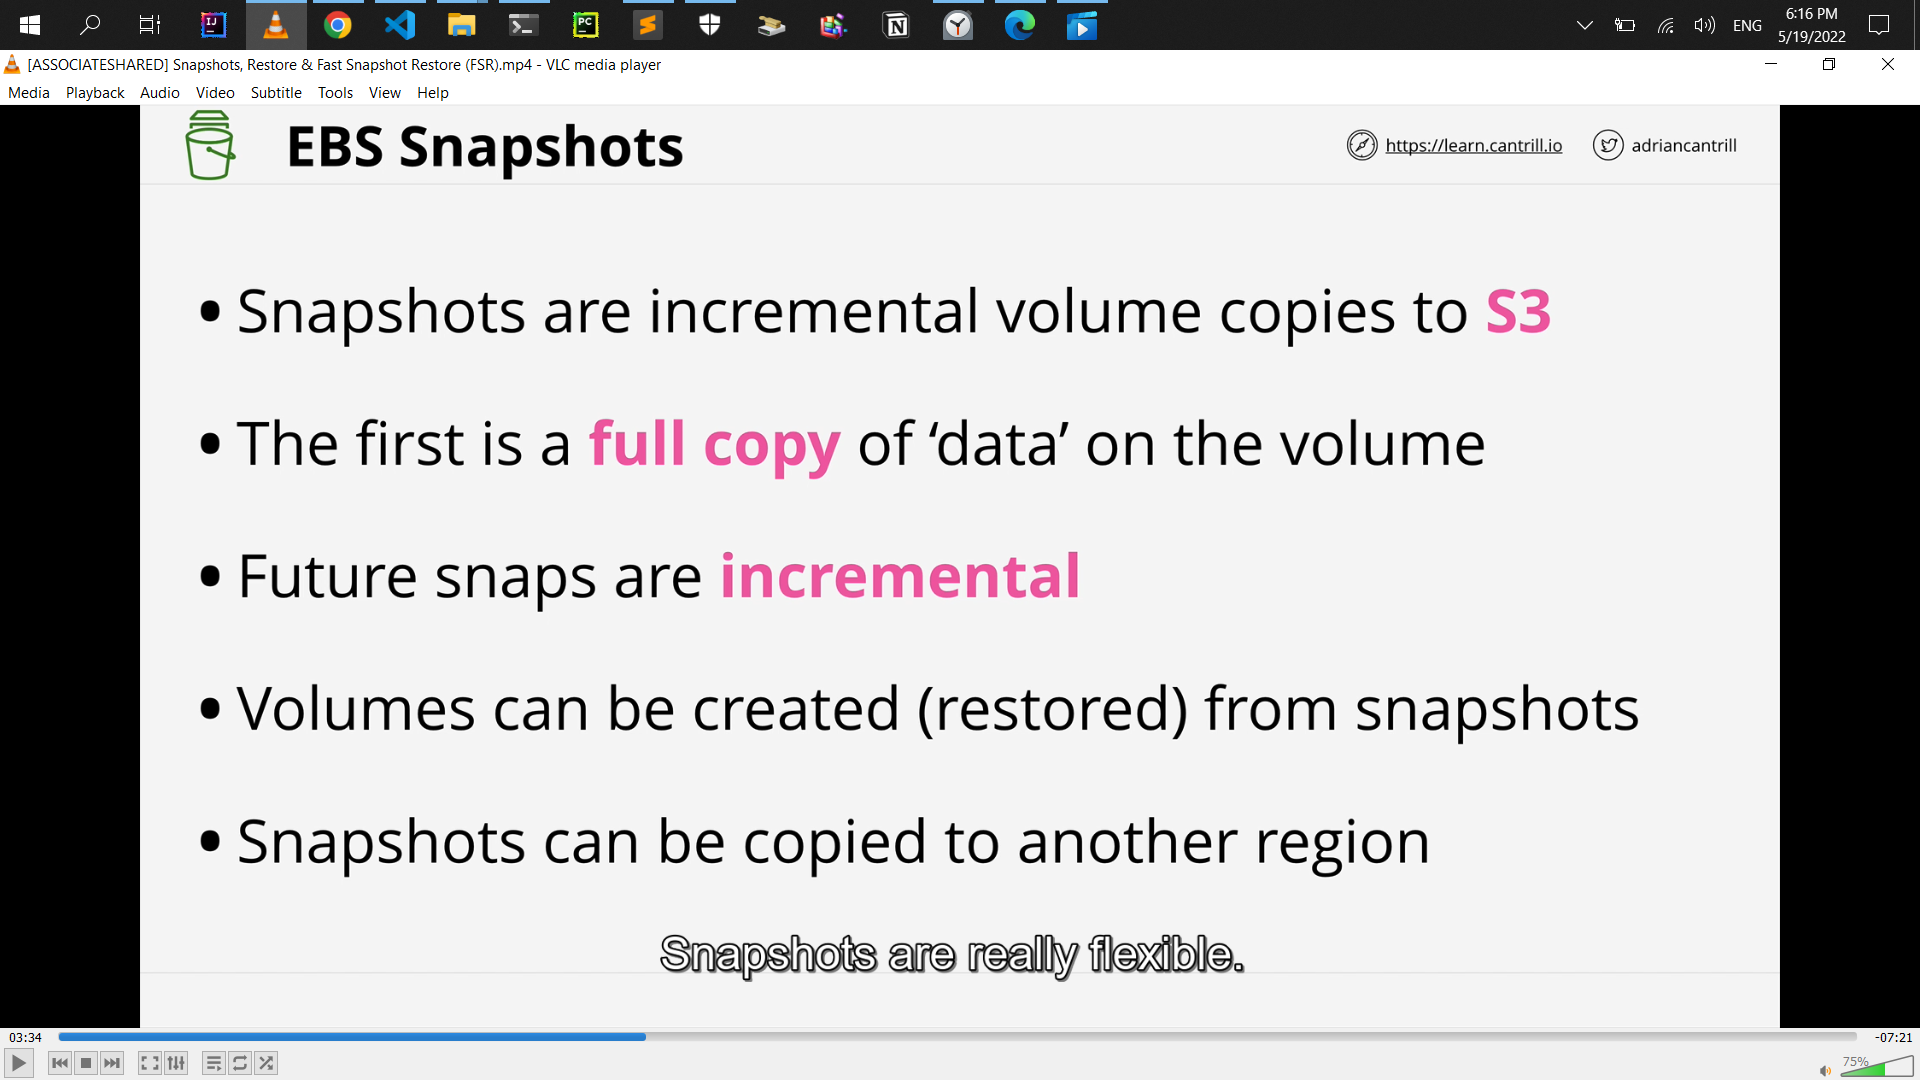 IJ
PC
N
ENG
6:16 PM
5/19/2022
[ASSOCIATESHARED] Snapshots, Restore & Fast Snapshot Restore (FSR).mp4 - VLC media player
Media Playback Audio Video Subtitle Tools View Help
EBS Snapshots
https://learn.cantrill.io
adriancantrill
• Snapshots are incremental volume copies to S3
• The first is a full copy of ‘data’ on the volume
• Future snaps are incremental
• Volumes can be created (restored) from snapshots
• Snapshots can be copied to another region
Snapshots are really flexible.
03:34
-07:21
75%